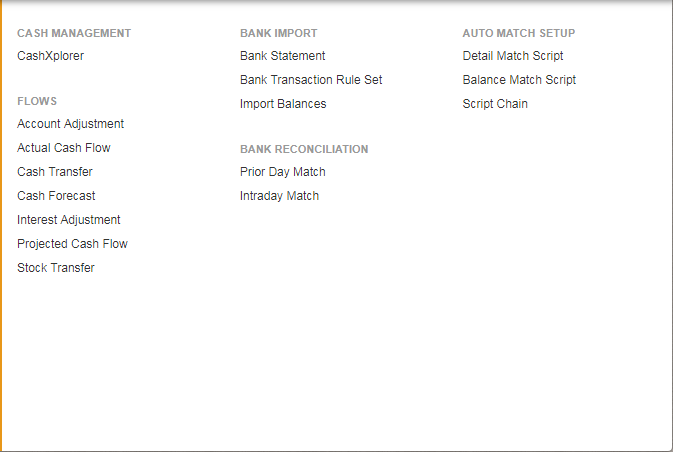 CASH MANAGEMENT
CashXplorer
FLOWS
Account Adjustment
Actual Cash Flow
Cash Transfer
Cash Forecast
Interest Adjustment
Projected Cash Flow
Stock Transfer
BANK IMPORT
Bank Statement
Bank Transaction Rule Set
Import Balances
BANK RECONCILIATION
Prior Day Match
Intraday Match
AUTO MATCH SETUP
Detail Match Script
Balance Match Script
Script Chain